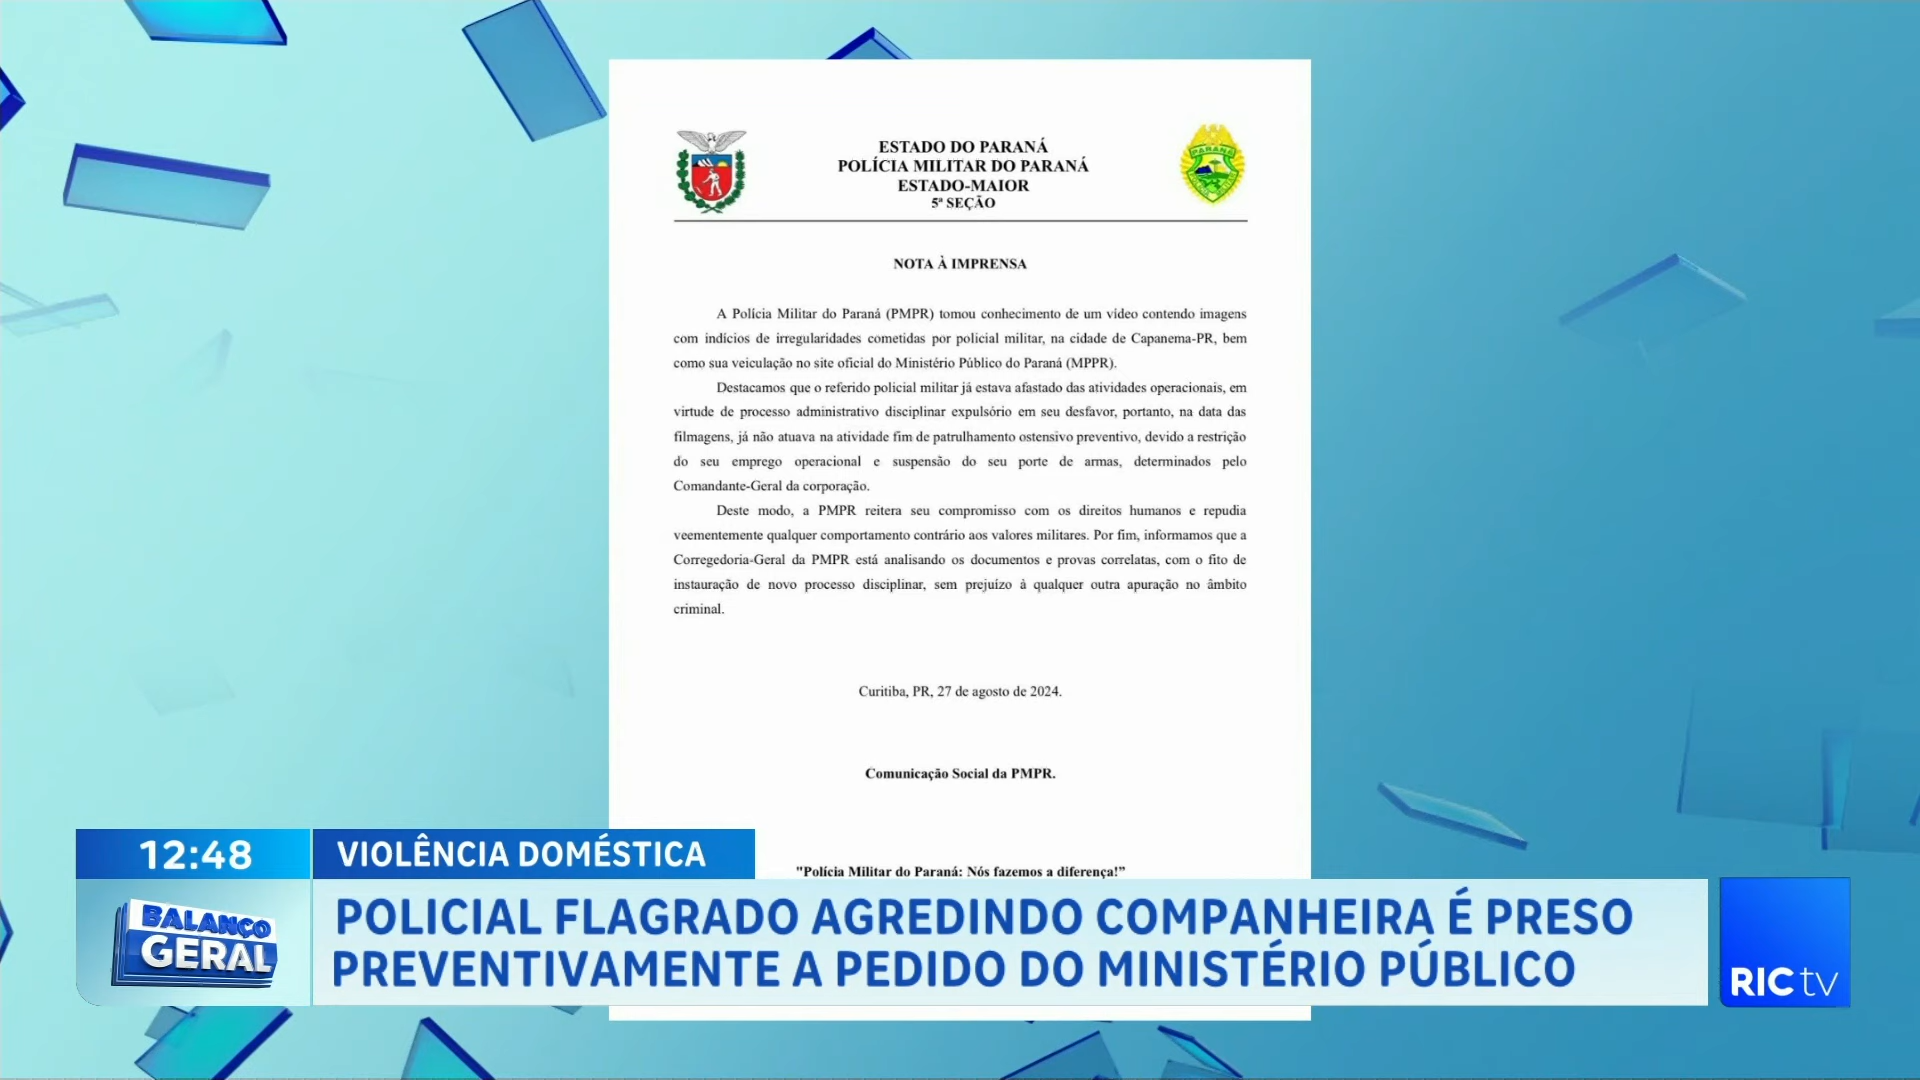 ESTADO DO PARANÁ
POLÍCIA MILITAR DO PARANÁ
ESTADO-MAIOR
5ª SEÇÃO
NOTA À IMPRENSA
A Polícia Militar do Paraná (PMPR) tomou conhecimento de um vídeo contendo imagens
com indícios de irregularidades cometidas por policial militar, na cidade de Capanema-PR, bem
como sua veiculação no site oficial do Ministério Público do Paraná (MPPR).
Destacamos que o referido policial militar já estava afastado das atividades operacionais, em
virtude de processo administrativo disciplinar expulsório em seu desfavor, portanto, na data das
filmagens, já não atuava na atividade fim de patrulhamento ostensivo preventivo, devido a restrição
do seu emprego operacional e suspensão do seu porte de armas, determinados pelo
Comandante-Geral da corporação.
Deste modo, a PMPR reitera seu compromisso com os direitos humanos e repudia
veementemente qualquer comportamento contrário aos valores militares. Por fim, informamos que a
Corregedoria-Geral da PMPR está analisando os documentos e provas correlatas, com o fito de
instauração de novo processo disciplinar, sem prejuízo à qualquer outra apuração no âmbito
criminal.
Curitiba, PR, 27 de agosto de 2024.
Comunicação Social da PMPR.
"Polícia Militar do Paraná: Nós fazemos a diferença!”
12:48
VIOLÊNCIA DOMÉSTICA
BALANÇO
GERAL
POLICIAL FLAGRADO AGREDINDO COMPANHEIRA É PRESO
PREVENTIVAMENTE A PEDIDO DO MINISTÉRIO PÚBLICO
RIC tv